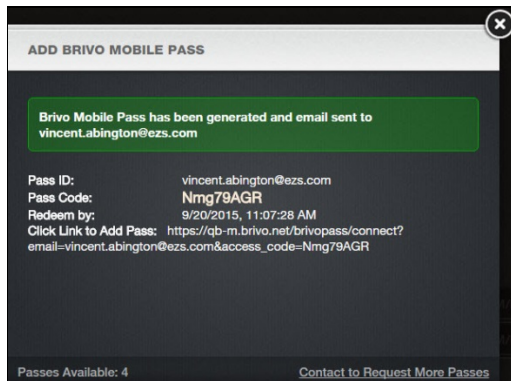 ADD BRIVO MOBILE PASS
Brivo Mobile Pass has been generated and email sent to
vincent.abington@ezs.com
Pass ID: vincent.abington@ezs.com
Pass Code: Nmg79AGR
Redeem by: 9/20/2015, 11:07:28 AM
Click Link to Add Pass: https://qb-m.brivo.net/brivopass/connect?
email=vincent.abington@ezs.com&access_code=Nmg79AGR
Passes Available: 4 Contact to Request More Passes